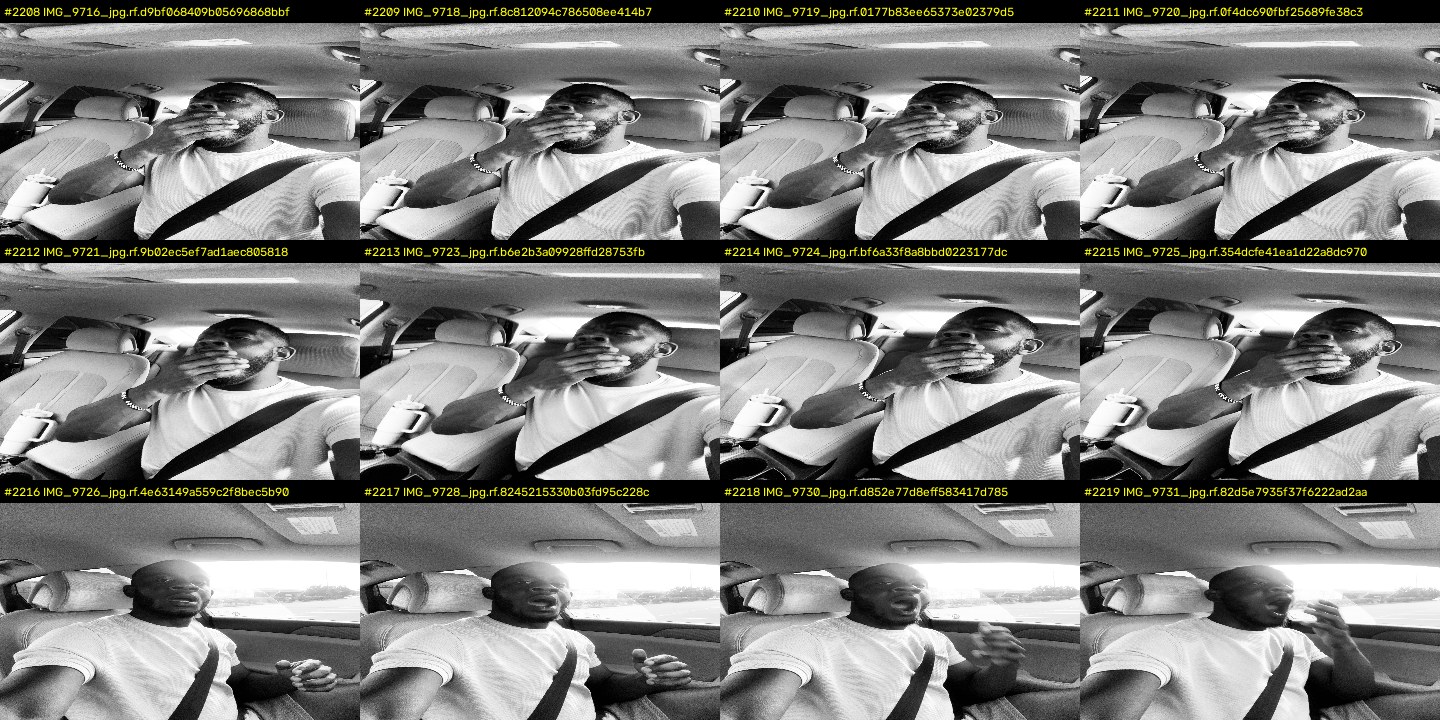 #2208 IMG_9716_jpg.rf.d9bf068409b05696868bbf
#2209 IMG_9718_jpg.rf.8c812094c786508ee414b7
#2210 IMG_9719_jpg.rf.0177b83ee65373e02379d5
#2211 IMG_9720_jpg.rf.0f4dc690fbf25689fe38c3
#2212 IMG_9721_jpg.rf.9b02ec5ef7ad1aec805818
#2213 IMG_9723_jpg.rf.b6e2b3a09928ffd28753fb
#2214 IMG_9724_jpg.rf.bf6a33f8a8bbd0223177dc
#2215 IMG_9725_jpg.rf.354dcfe41ea1d22a8dc970
#2216 IMG_9726_jpg.rf.4e63149a559c2f8bec5b90
#2217 IMG_9728_jpg.rf.8245215330b03fd95c228c
#2218 IMG_9730_jpg.rf.d852e77d8eff583417d785
#2219 IMG_9731_jpg.rf.82d5e7935f37f6222ad2aa